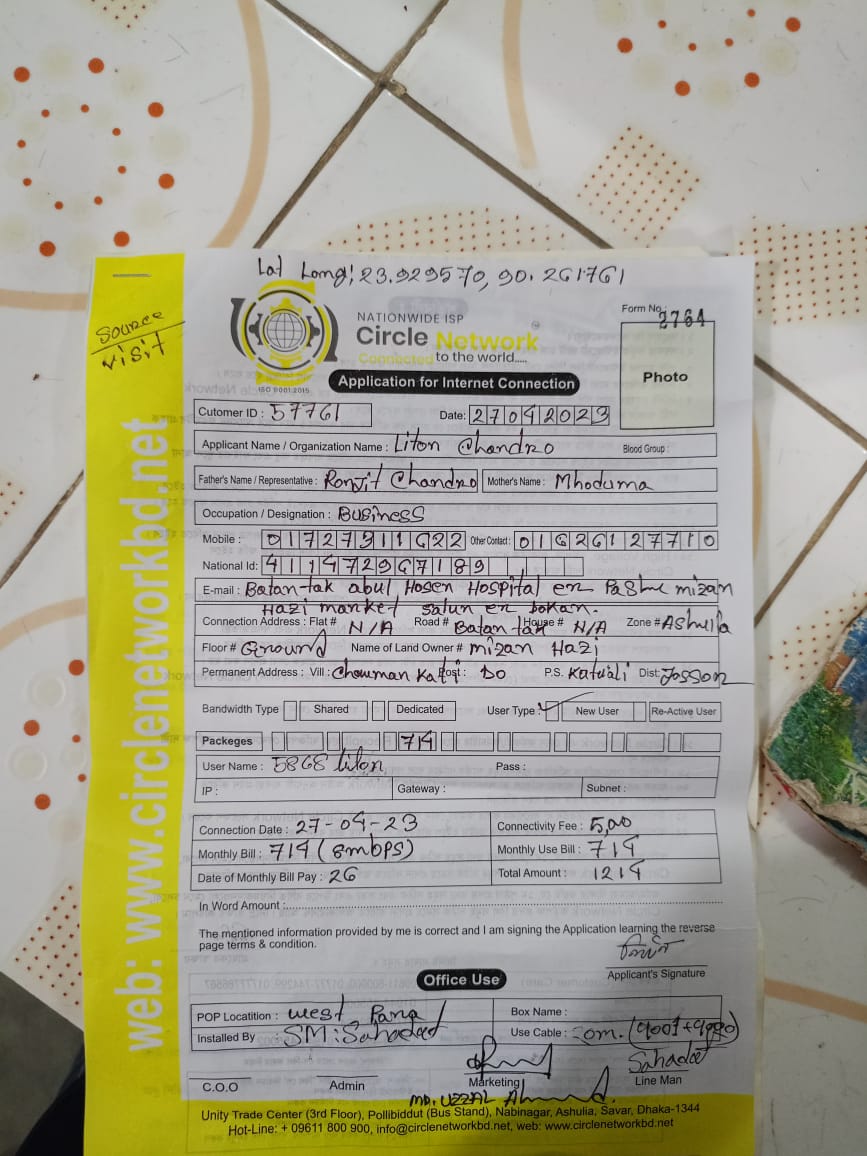 Lat Long: 23.929570, 90.261761
Source
visit
NATIONWIDE ISP
Circle Network
Connected to the world.....
ISO 9001:2015
Form No.: 2764
Photo
Application for Internet Connection
Cutomer ID : 57761 Date: 27042023
Applicant Name / Organization Name : Liton Chandro Blood Group :
Father's Name / Representative : Ronjit Chandro Mother's Name : Mhoduma
Occupation / Designation : Business
Mobile : 01727311622 Other Contact : 01626127710
National Id : 411472967189
E-mail : Batan tak abul Hosen Hospital er Pashe mizan
Hazi market salun er dokan.
Connection Address : Flat # N/A Road # Batan tak House # N/A Zone # Ashulia
Floor # Ground Name of Land Owner # mizan Hazi
Permanent Address : Vill : Post : DO P.S. Dist:
Bandwidth Type Shared Dedicated User Type : New User Re-Active User
Packeges 714
User Name : 5868 liton Pass :
IP : Gateway : Subnet :
Connection Date : 27-04-23 Connectivity Fee : 500
Monthly Bill : 714 (8mbps) Monthly Use Bill : 714
Date of Monthly Bill Pay : 26 Total Amount : 1214
In Word Amount :
The mentioned information provided by me is correct and I am signing the Application learning the reverse
page terms & condition.
Applicant's Signature
Office Use
POP Locatition : west Para Box Name :
Installed By : SM: Sahadat Use Cable :
Sahadat
C.O.O Admin Marketing Line Man
MD. UZZAL
Unity Trade Center (3rd Floor), Pollibiddut (Bus Stand), Nabinagar, Ashulia, Savar, Dhaka-1344
Hot-Line: + 09611 800 900, info@circlenetworkbd.net, web: www.circlenetworkbd.net
web: www.circlenetworkbd.net